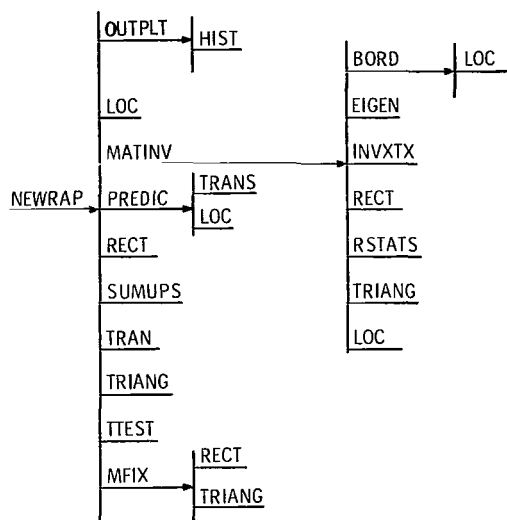 OUTPLT
HIST
LOC
MATINV
NEWRAP
PREDIC
TRANS
LOC
RECT
SUMUPS
TRAN
TRIANG
TTEST
MFIX
RECT
TRIANG
BORD
LOC
EIGEN
INVXTX
RECT
RSTATS
TRIANG
LOC